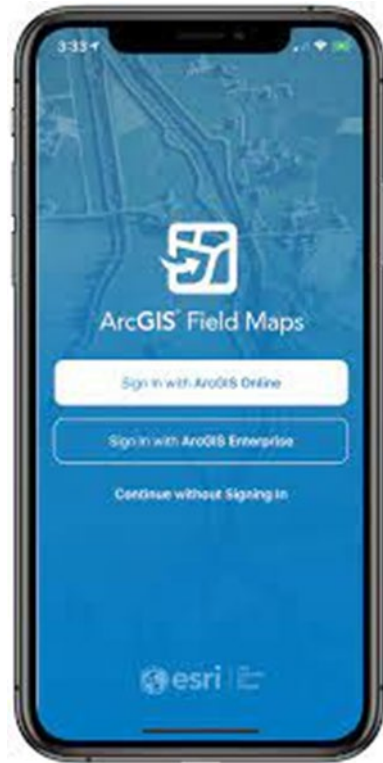 3:33
ArcGIS Field Maps
Sign in with ArcGIS Online
Sign in with ArcGIS Enterprise
Continue without Signing In
esri